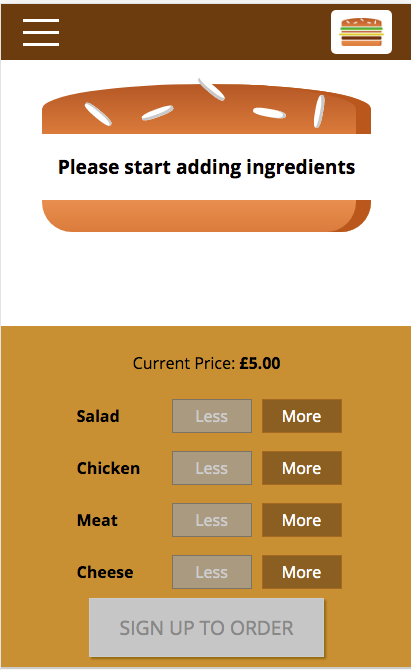 Please start adding ingredients
Current Price: £5.00
Salad Less More
Chicken Less More
Meat Less More
Cheese Less More
SIGN UP TO ORDER